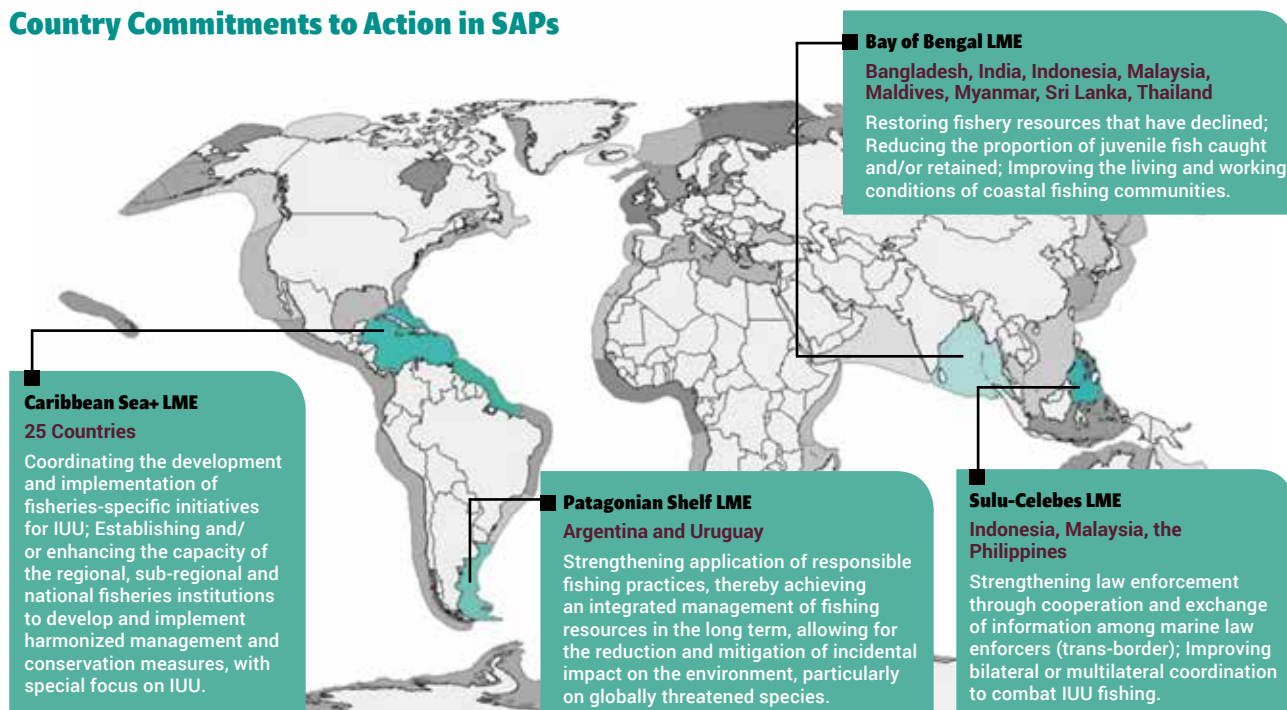 Country Commitments to Action in SAPs
Bay of Bengal LME
Bangladesh, India, Indonesia, Malaysia,
Maldives, Myanmar, Sri Lanka, Thailand
Restoring fishery resources that have declined;
Reducing the proportion of juvenile fish caught
and/or retained; Improving the living and working
conditions of coastal fishing communities.
Caribbean Sea+ LME
25 Countries
Coordinating the development
and implementation of
fisheries-specific initiatives
for IUU; Establishing and/
or enhancing the capacity of
the regional, sub-regional and
national fisheries institutions
to develop and implement
harmonized management and
conservation measures, with
special focus on IUU.
Patagonian Shelf LME
Argentina and Uruguay
Strengthening application of responsible
fishing practices, thereby achieving
an integrated management of fishing
resources in the long term, allowing for
the reduction and mitigation of incidental
impact on the environment, particularly
on globally threatened species.
Sulu-Celebes LME
Indonesia, Malaysia, the
Philippines
Strengthening law enforcement
through cooperation and exchange
of information among marine law
enforcers (trans-border); Improving
bilateral or multilateral coordination
to combat IUU fishing.